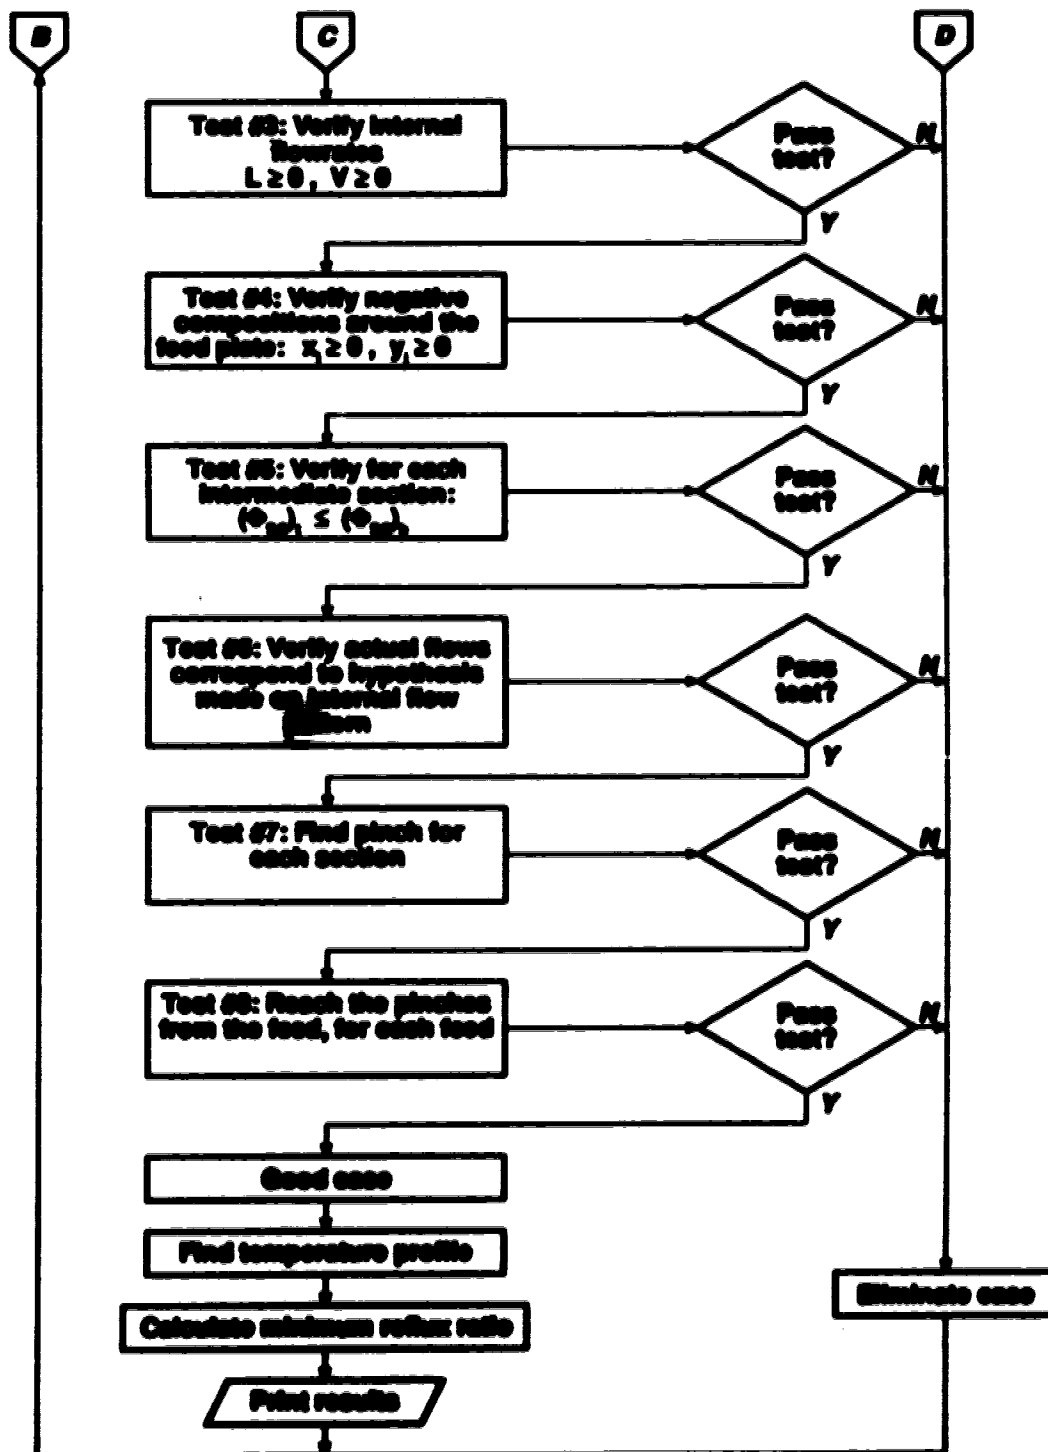 B
C
D
Test #3: Verify internal
flowrates
L ≥ 0 , V ≥ 0
Pass
test?
N
Y
Test #4: Verify negative
compositions around the
feed plate: xᵢ ≥ 0 , yᵢ ≥ 0
Pass
test?
N
Y
Test #5: Verify for each
intermediate section:
Pass
test?
N
Y
Test #6: Verify actual flows
correspond to hypothesis
made on internal flow
pattern
Pass
test?
N
Y
Test #7: Find pinch for
each section
Pass
test?
N
Y
Test #8: Reach the pinches
from the feed, for each feed
Pass
test?
N
Y
Good case
Find temperature profile
Eliminate case
Calculate minimum reflux ratio
Print results